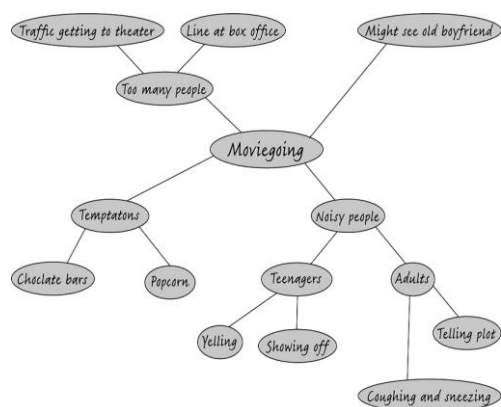 Traffic getting to theater
Line at box office
Might see old boyfriend
Too many people
Moviegoing
Temptatons
Noisy people
Choclate bars
Popcorn
Teenagers
Adults
Yelling
Showing off
Telling plot
Coughing and sneezing